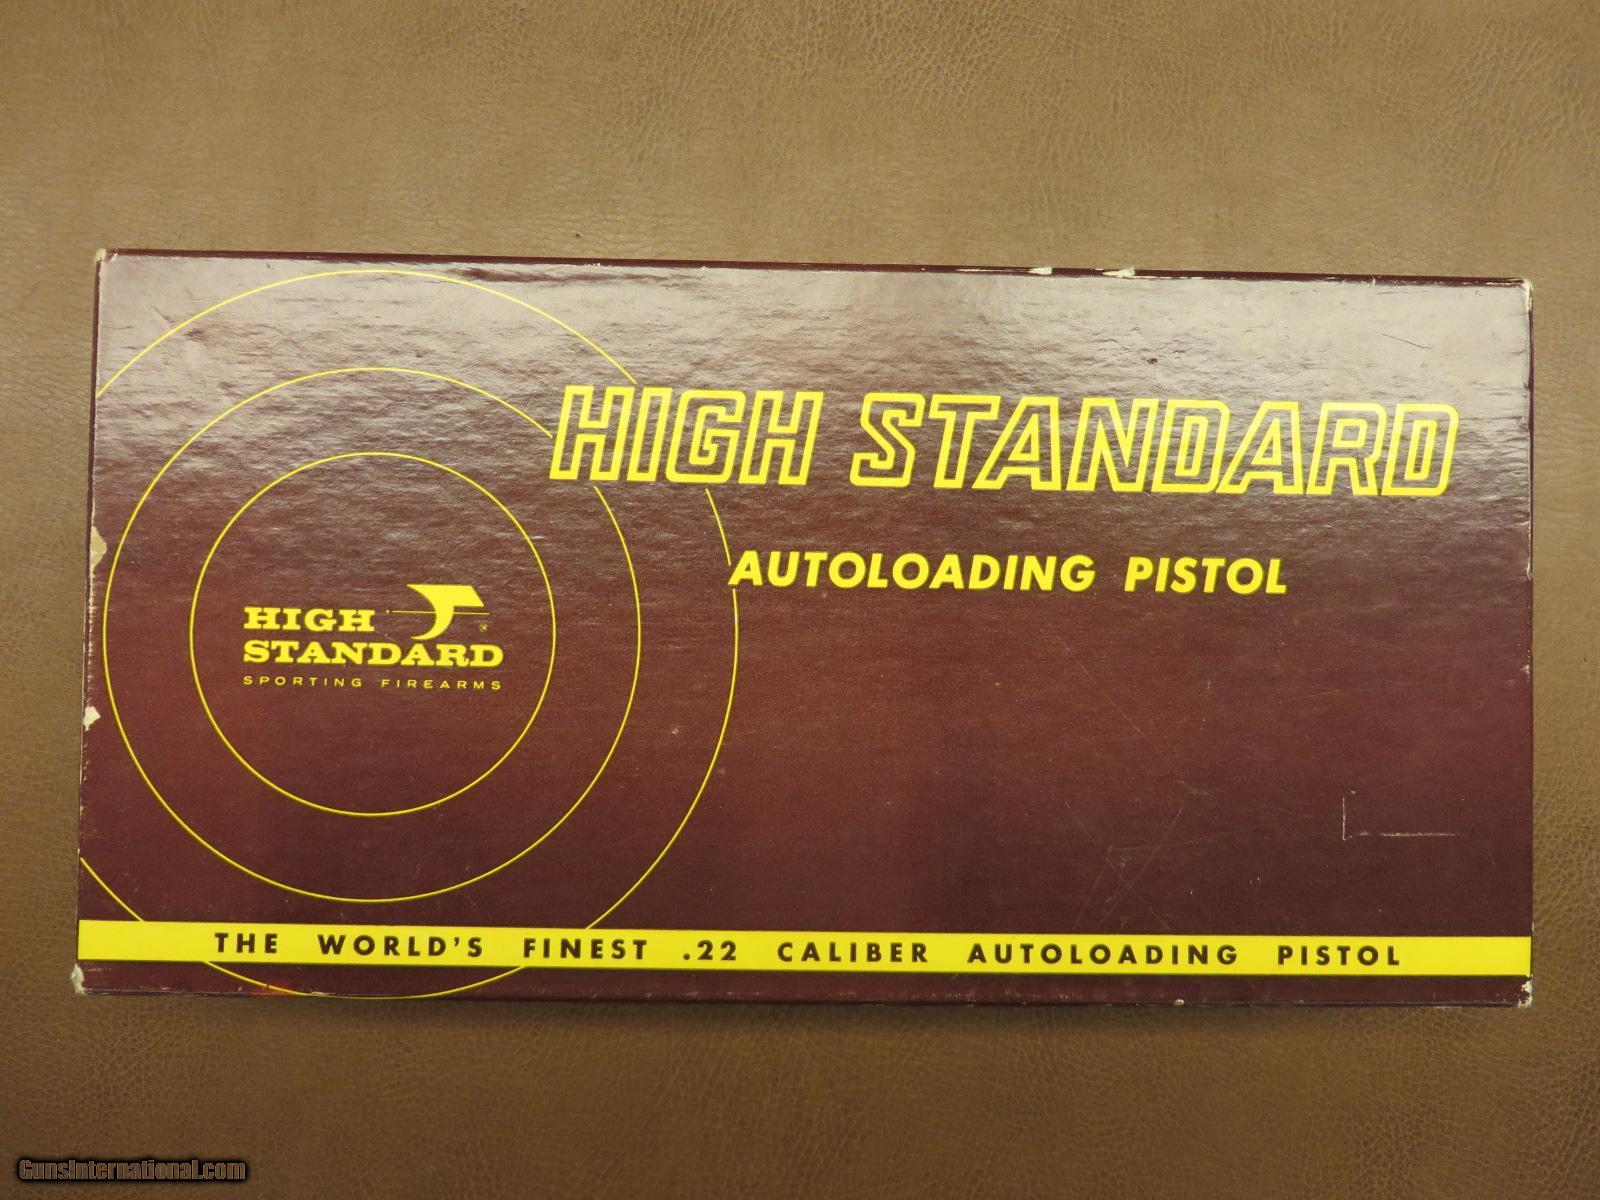 HIGH STANDARD
AUTOLOADING PISTOL
HIGH
STANDARD
SPORTING FIREARMS
THE WORLD'S FINEST .22 CALIBER AUTOLOADING PISTOL
GunsInternational.com